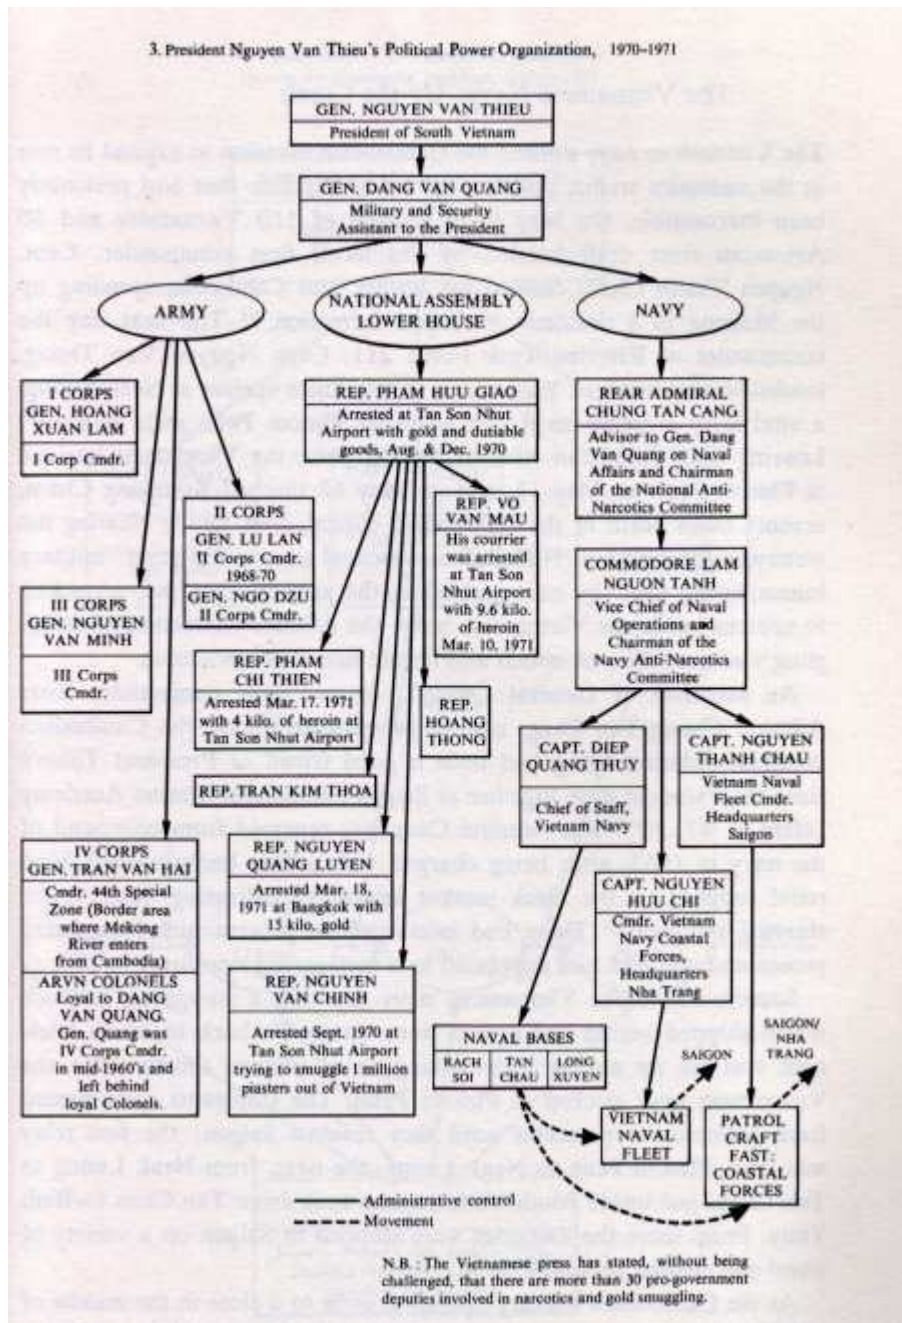 3. President Nguyen Van Thieu's Political Power Organization, 1970–1971
GEN. NGUYEN VAN THIEU
President of South Vietnam
GEN. DANG VAN QUANG
Military and Security
Assistant to the President
ARMY
NATIONAL ASSEMBLY
LOWER HOUSE
NAVY
I CORPS
GEN. HOANG
XUAN LAM
I Corp Cmdr.
II CORPS
GEN. LU LAN
II Corps Cmdr.
1968-70
GEN. NGO DZU
II Corps Cmdr.
III CORPS
GEN. NGUYEN
VAN MINH
III Corps
Cmdr.
IV CORPS
GEN. TRAN VAN HAI
Cmdr. 44th Special
Zone (Border area
where Mekong
River enters
from Cambodia)
ARVN COLONELS
Loyal to DANG
VAN QUANG.
Gen. Quang was
IV Corps Cmdr.
in mid-1960's and
left behind
loyal Colonels.
REP. PHAM HUU GIAO
Arrested at Tan Son Nhut
Airport with gold and dutiable
goods, Aug. & Dec. 1970
REP. VO
VAN MAU
His courrier
was arrested
at Tan Son
Nhut Airport
with 9.6 kilo.
of heroin
Mar. 10, 1971
REP. PHAM
CHI THIEN
Arrested Mar. 17, 1971
with 4 kilo. of heroin at
Tan Son Nhut Airport
REP.
HOANG
THONG
REP. TRAN KIM THOA
REP. NGUYEN
QUANG LUYEN
Arrested Mar. 18,
1971 at Bangkok with
15 kilo. gold
REP. NGUYEN
VAN CHINH
Arrested Sept. 1970 at
Tan Son Nhut Airport
trying to smuggle 1 million
piasters out of Vietnam
REAR ADMIRAL
CHUNG TAN CANG
Advisor to Gen. Dang
Van Quang on Naval
Affairs and Chairman
of the National Anti-
Narcotics Committee
COMMODORE LAM
NGUON TANH
Vice Chief of Naval
Operations and
Chairman of the
Navy Anti-Narcotics
Committee
CAPT. DIEP
QUANG THUY
Chief of Staff,
Vietnam Navy
CAPT. NGUYEN
THANH CHAU
Vietnam Naval
Fleet Cmdr.
Headquarters
Saigon
CAPT. NGUYEN
HUU CHI
Cmdr. Vietnam
Navy Coastal
Forces,
Headquarters
Nha Trang
NAVAL BASES
RACH
SOI
TAN
CHAU
LONG
XUYEN
SAIGON
SAIGON/
NHA
TRANG
VIETNAM
NAVAL
FLEET
PATROL
CRAFT
FAST:
COASTAL
FORCES
Administrative control
Movement
N.B.: The Vietnamese press has stated, without being
challenged, that there are more than 30 pro-government
deputies involved in narcotics and gold smuggling.